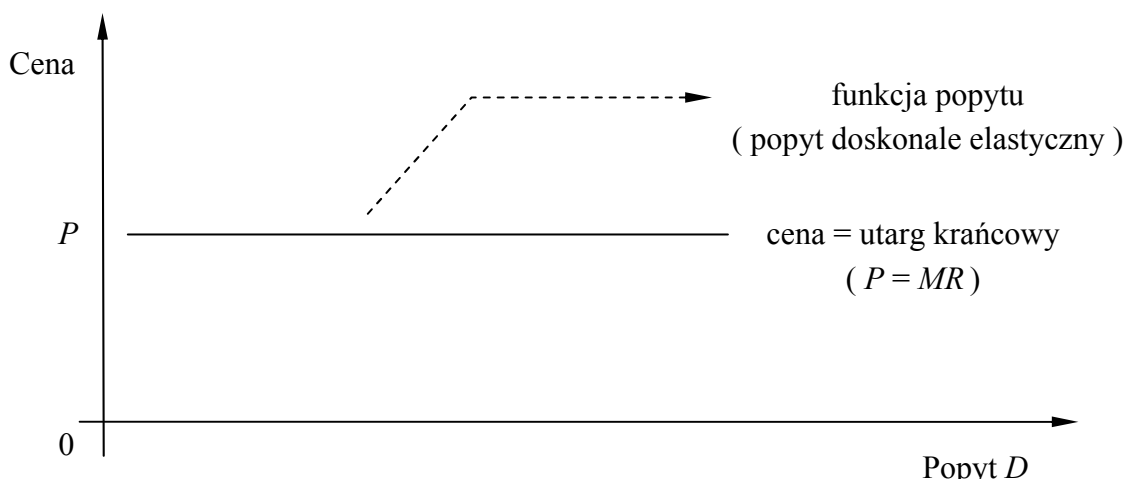 Cena
funkcja popytu
( popyt doskonale elastyczny )
P
cena = utarg krańcowy
( P = MR )
0
Popyt D